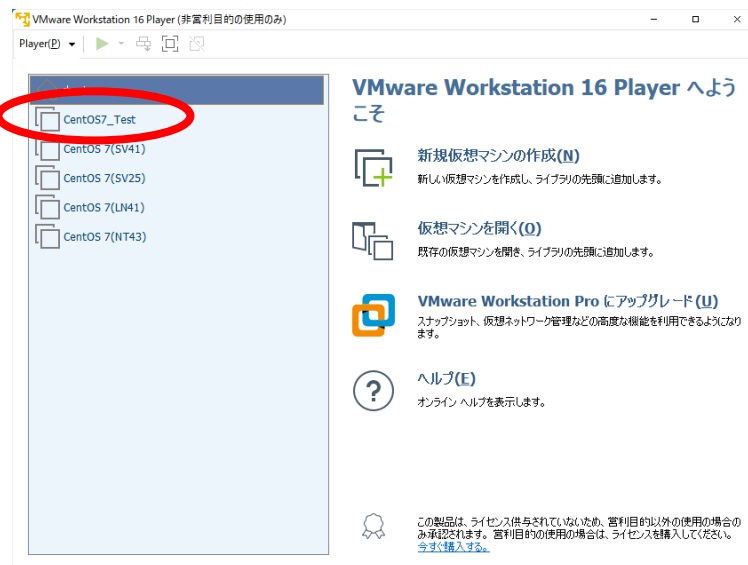 VMware Workstation 16 Player (非営利目的の使用のみ)
Player(P)
CentOS7_Test
CentOS 7(SV41)
CentOS 7(SV25)
CentOS 7(LN41)
CentOS 7(NT43)
VMware Workstation 16 Player へよう
こそ
新規仮想マシンの作成(N)
新しい仮想マシンを作成し、ライブラリの先頭に追加します。
仮想マシンを開く(O)
既存の仮想マシンを開き、ライブラリの先頭に追加します。
VMware Workstation Pro にアップグレード(U)
スナップショット、仮想ネットワーク管理などの高度な機能を利用できるようになり
ます。
ヘルプ(E)
オンライン ヘルプを表示します。
この製品は、ライセンス供与されていないため、営利目的以外の使用の場合の
み承認されます。営利目的の使用の場合は、ライセンスを購入してください。
今すぐ購入する。